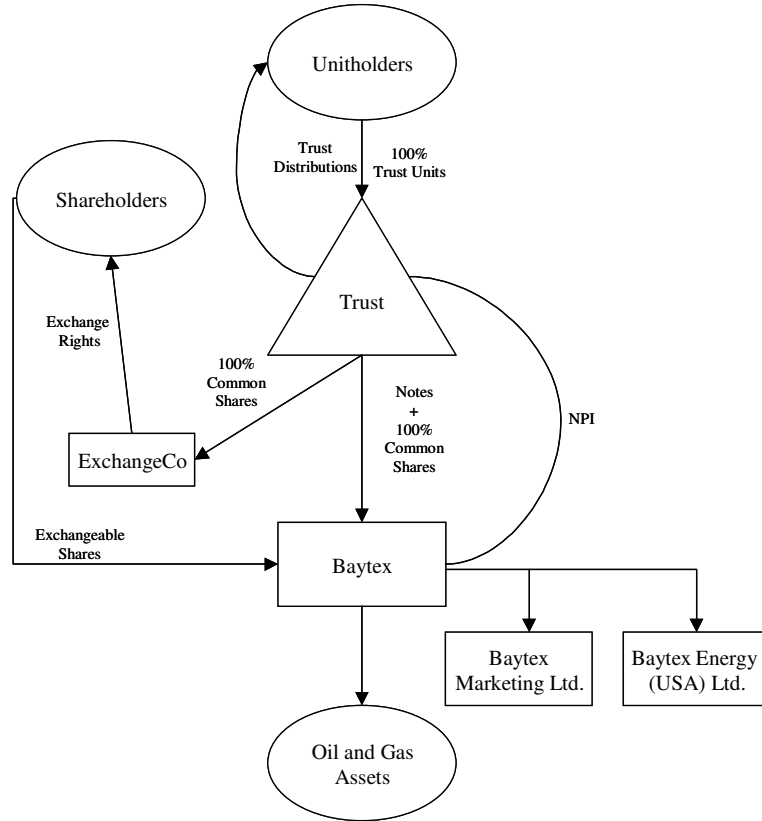 Unitholders
Trust
Distributions
100%
Trust Units
Shareholders
Trust
Exchange
Rights
100%
Common
Shares
Notes
+
100%
Common
Shares
NPI
ExchangeCo
Exchangeable
Shares
Baytex
Baytex
Marketing Ltd.
Baytex Energy
(USA) Ltd.
Oil and Gas
Assets